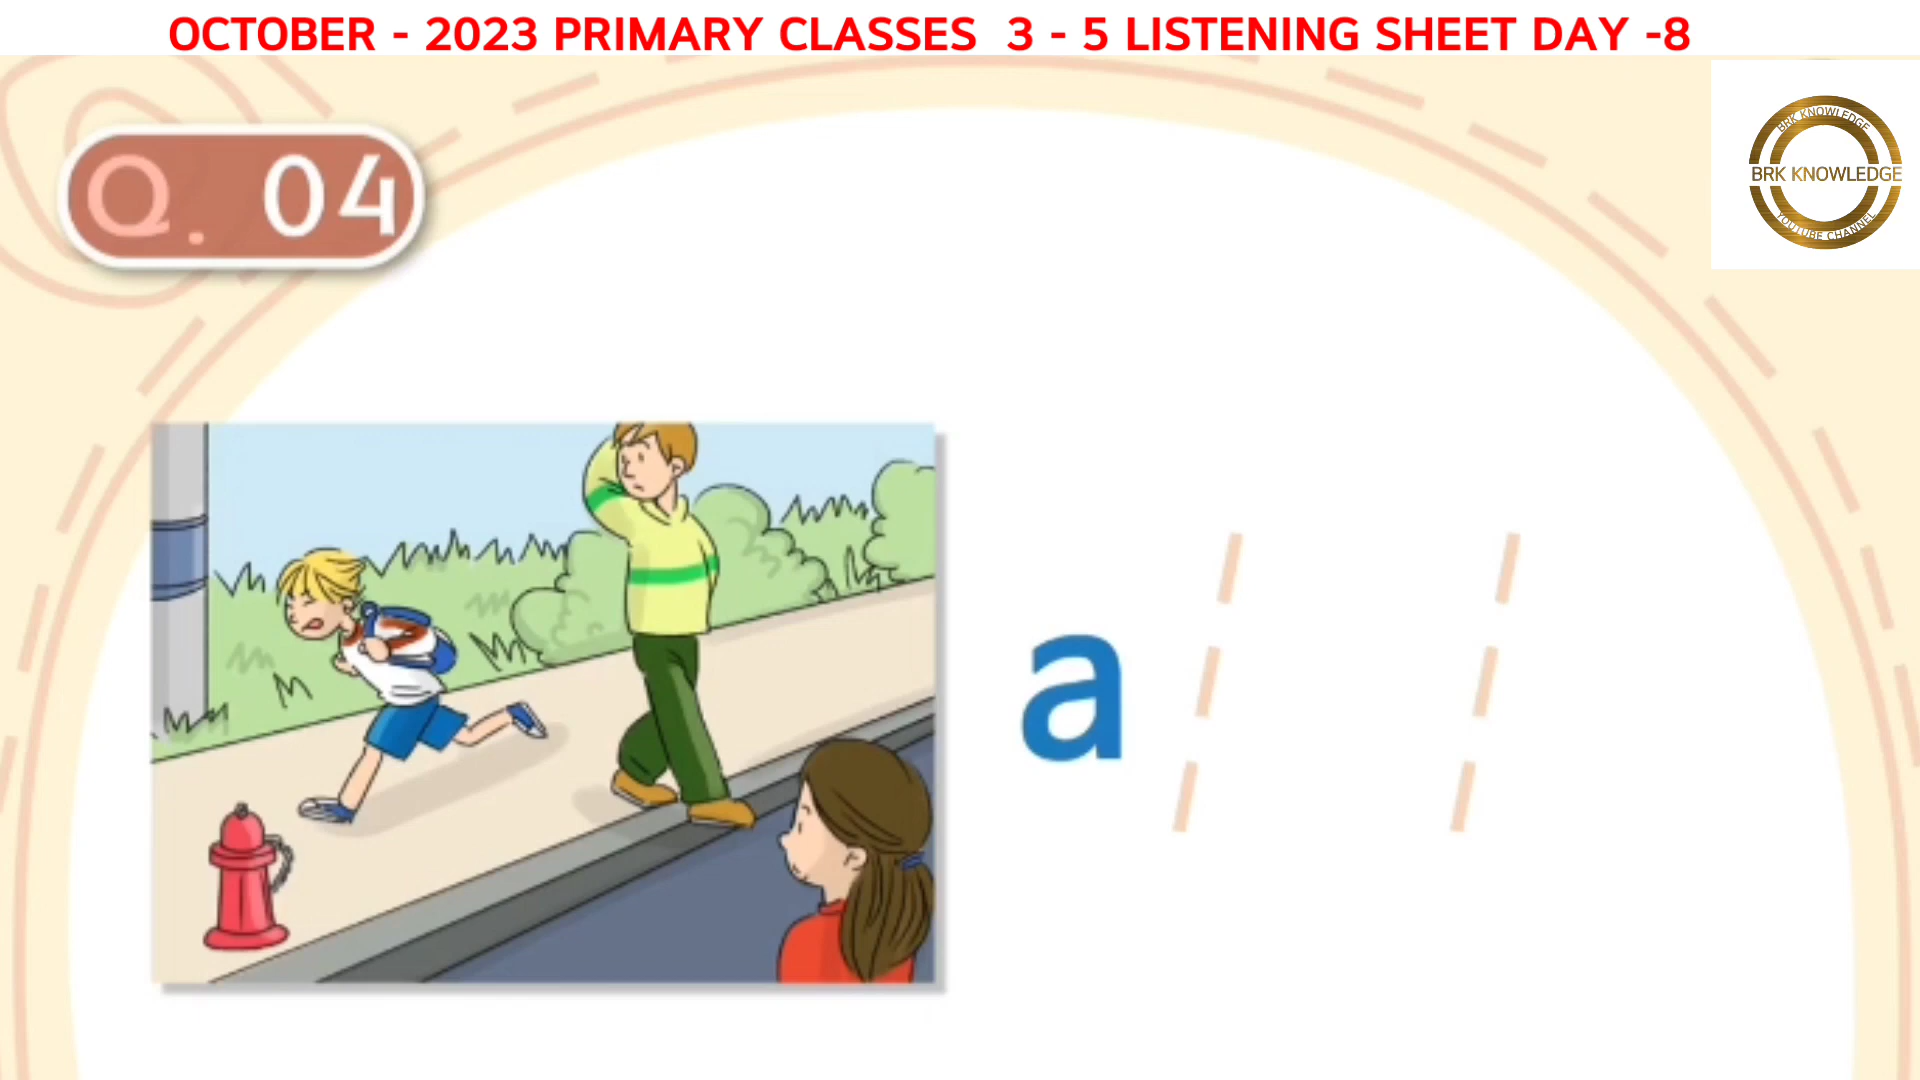 OCTOBER - 2023 PRIMARY CLASSES 3 - 5 LISTENING SHEET DAY -8
BRK KNOWLEDGE
BRK KNOWLEDGE
YOUTUBE CHANNEL
Q. 04
a